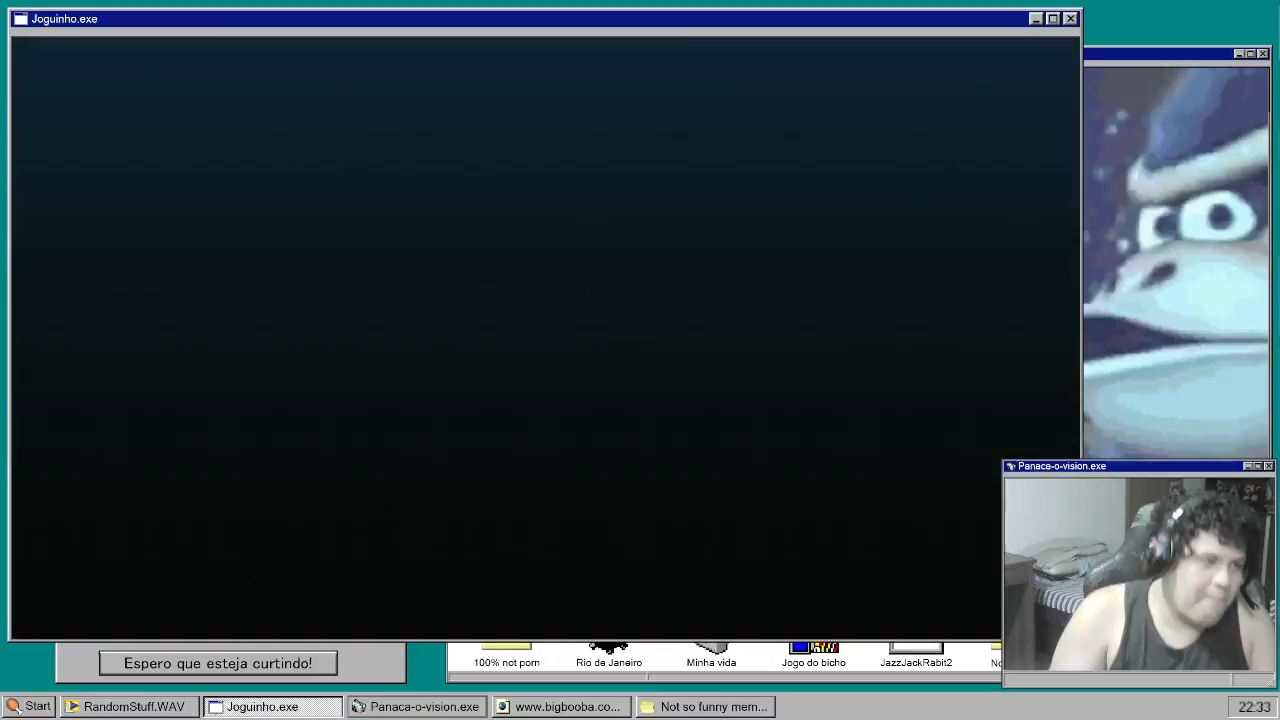 Joguinho.exe
Panaca-o-vision.exe
Espero que esteja curtindo!
100% not porn
Rio de Janeiro
Minha vida
Jogo do bicho
JazzJackRabit2
Start
RandomStuff.WAV
Joguinho.exe
Panaca-o-vision.exe
www.bigbooba.co...
Not so funny mem...
22:33